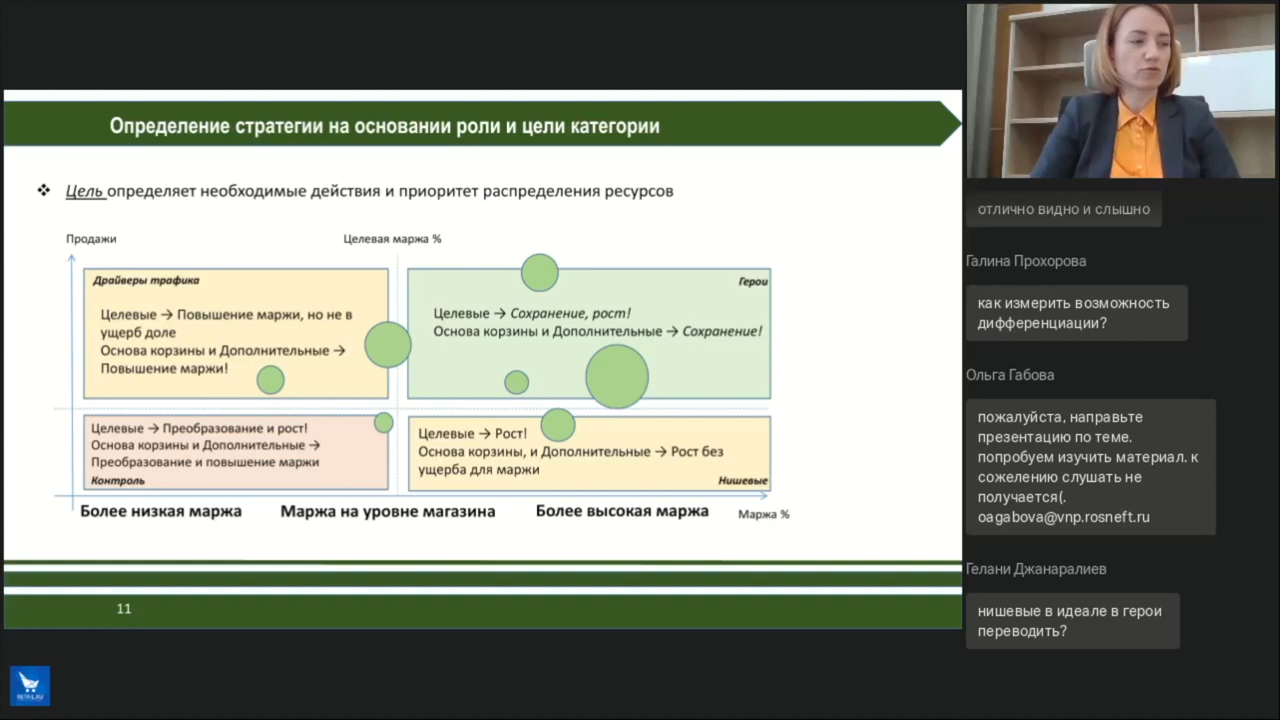 Определение стратегии на основании роли и цели категории
❖ Цель определяет необходимые действия и приоритет распределения ресурсов
Продажи
Целевая маржа %
Драйверы трафика
Целевые → Повышение маржи, но не в
ущерб доле
Основа корзины и Дополнительные →
Повышение маржи!
Герои
Целевые → Сохранение, рост!
Основа корзины и Дополнительные → Сохранение!
Целевые → Преобразование и рост!
Основа корзины и Дополнительные →
Преобразование и повышение маржи
Контроль
Целевые → Рост!
Основа корзины, и Дополнительные → Рост без
ущерба для маржи
Нишевые
Более низкая маржа
Маржа на уровне магазина
Более высокая маржа
Маржа %
11
RETAIL.RU
отлично видно и слышно
Галина Прохорова
как измерить возможность
дифференциации?
Ольга Габова
пожалуйста, направьте
презентацию по теме.
попробуем изучить материал. к
сожелению слушать не
получается(.
oagabova@vnp.rosneft.ru
Гелани Джанаралиев
нишевые в идеале в герои
переводить?